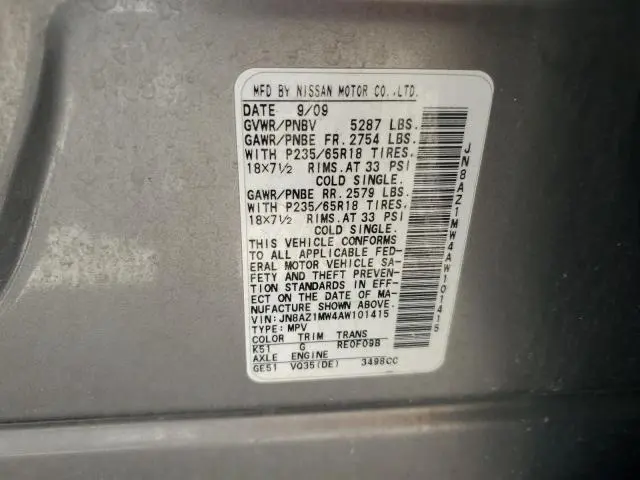 MFD BY NISSAN MOTOR CO.,LTD.
DATE 9/09
GVWR/PNBV 5287 LBS.
GAWR/PNBE FR. 2754 LBS.
WITH P235/65R18 TIRES,
18X7½ RIMS.AT 33 PSI
COLD SINGLE.
GAWR/PNBE RR. 2579 LBS.
WITH P235/65R18 TIRES,
18X7½ RIMS.AT 33 PSI
COLD SINGLE.
THIS VEHICLE CONFORMS
TO ALL APPLICABLE FED-
ERAL MOTOR VEHICLE SA-
FETY AND THEFT PREVEN-
TION STANDARDS IN EFF-
ECT ON THE DATE OF MA-
NUFACTURE SHOWN ABOVE.
VIN: JN8AZ1MW4AW101415
TYPE: MPV
COLOR TRIM TRANS
K51 G RE0F09B
AXLE ENGINE
GE51 VQ35(DE) 3498CC
JN8AZ1MW4AW101415